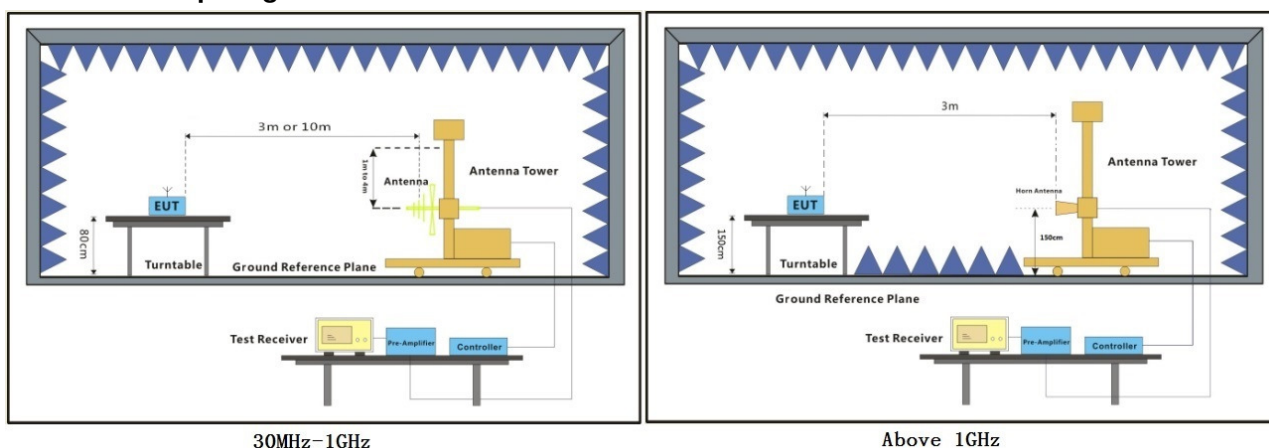 3m or 10m
1m to 4m
Antenna
Antenna Tower
EUT
80cm
Turntable
Ground Reference Plane
Test Receiver
Pre-Amplifier
Controller
30MHz-1GHz
3m
Antenna Tower
Horn Antenna
EUT
150cm
150cm
Turntable
Ground Reference Plane
Test Receiver
Pre-Amplifier
Controller
Above 1GHz